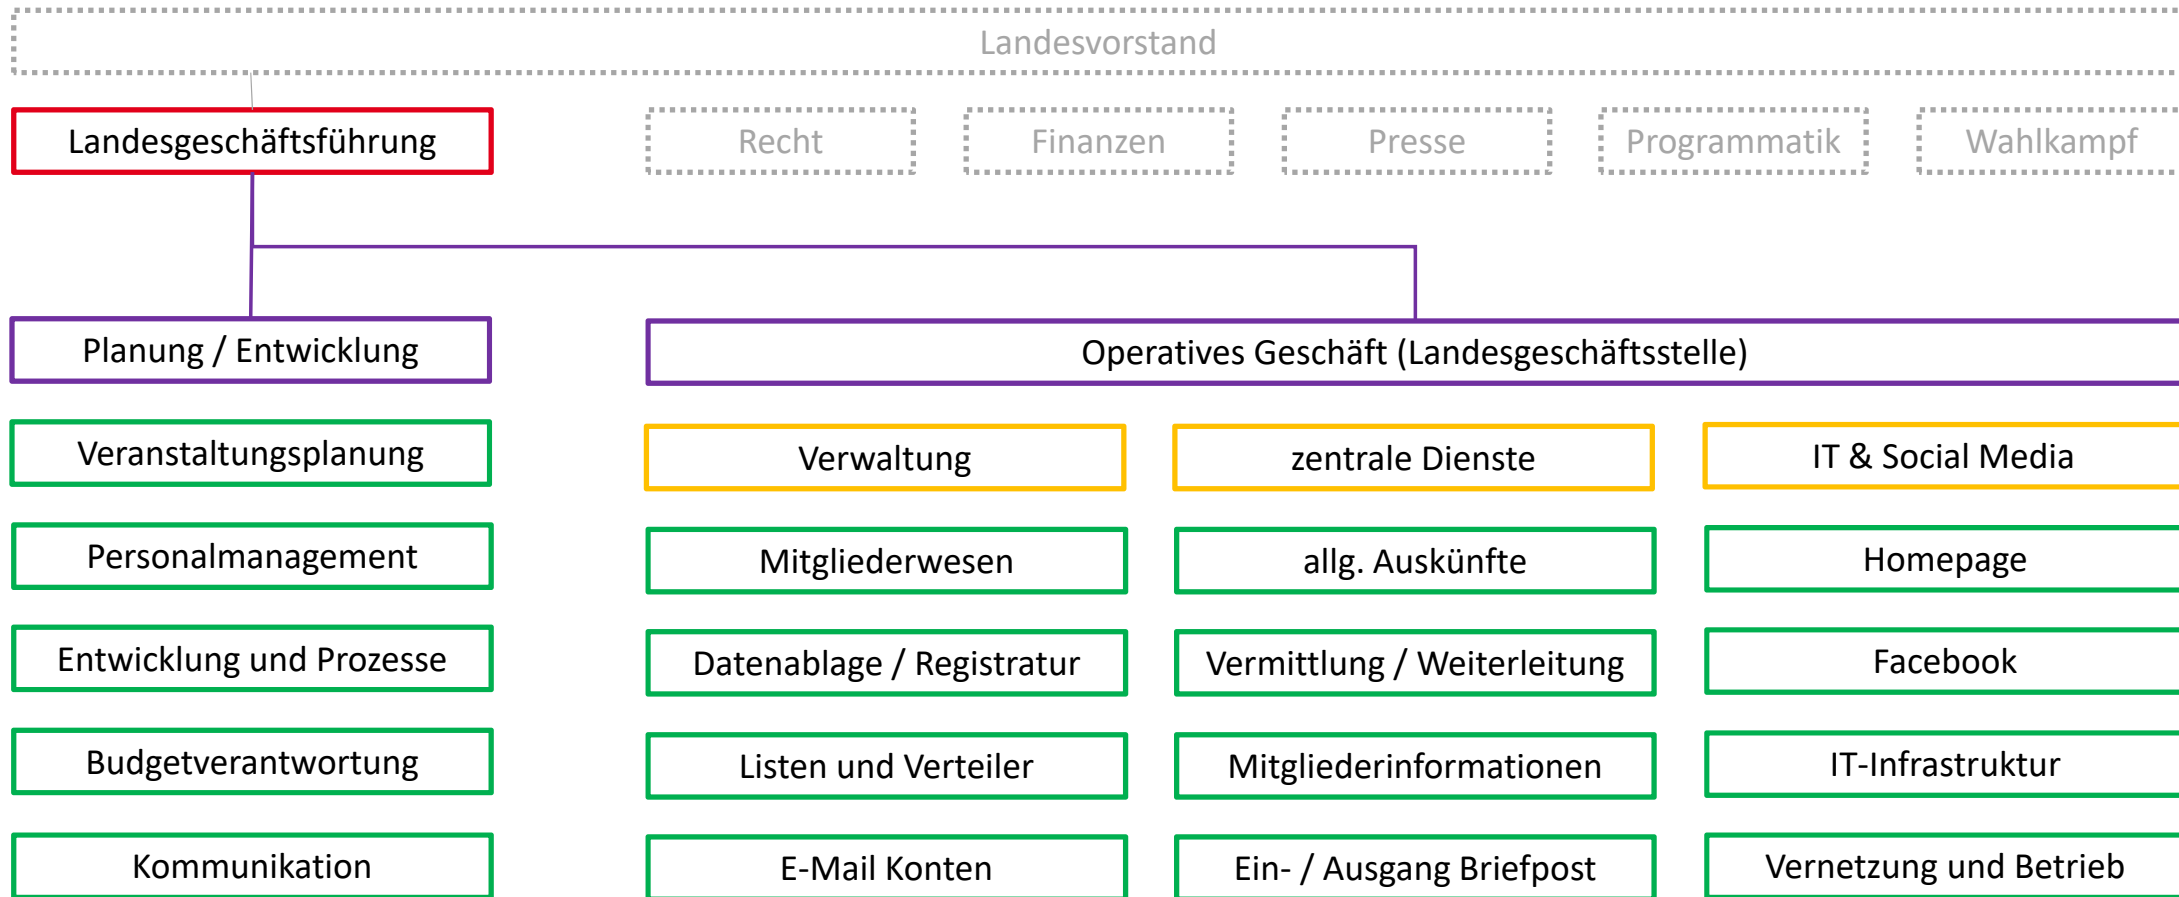 Landesvorstand
Landesgeschäftsführung
Recht
Finanzen
Presse
Programmatik
Wahlkampf
Planung / Entwicklung
Operatives Geschäft (Landesgeschäftsstelle)
Veranstaltungsplanung
Verwaltung
zentrale Dienste
IT & Social Media
Personalmanagement
Mitgliederwesen
allg. Auskünfte
Homepage
Entwicklung und Prozesse
Datenablage / Registratur
Vermittlung / Weiterleitung
Facebook
Budgetverantwortung
Listen und Verteiler
Mitgliederinformationen
IT-Infrastruktur
Kommunikation
E-Mail Konten
Ein- / Ausgang Briefpost
Vernetzung und Betrieb